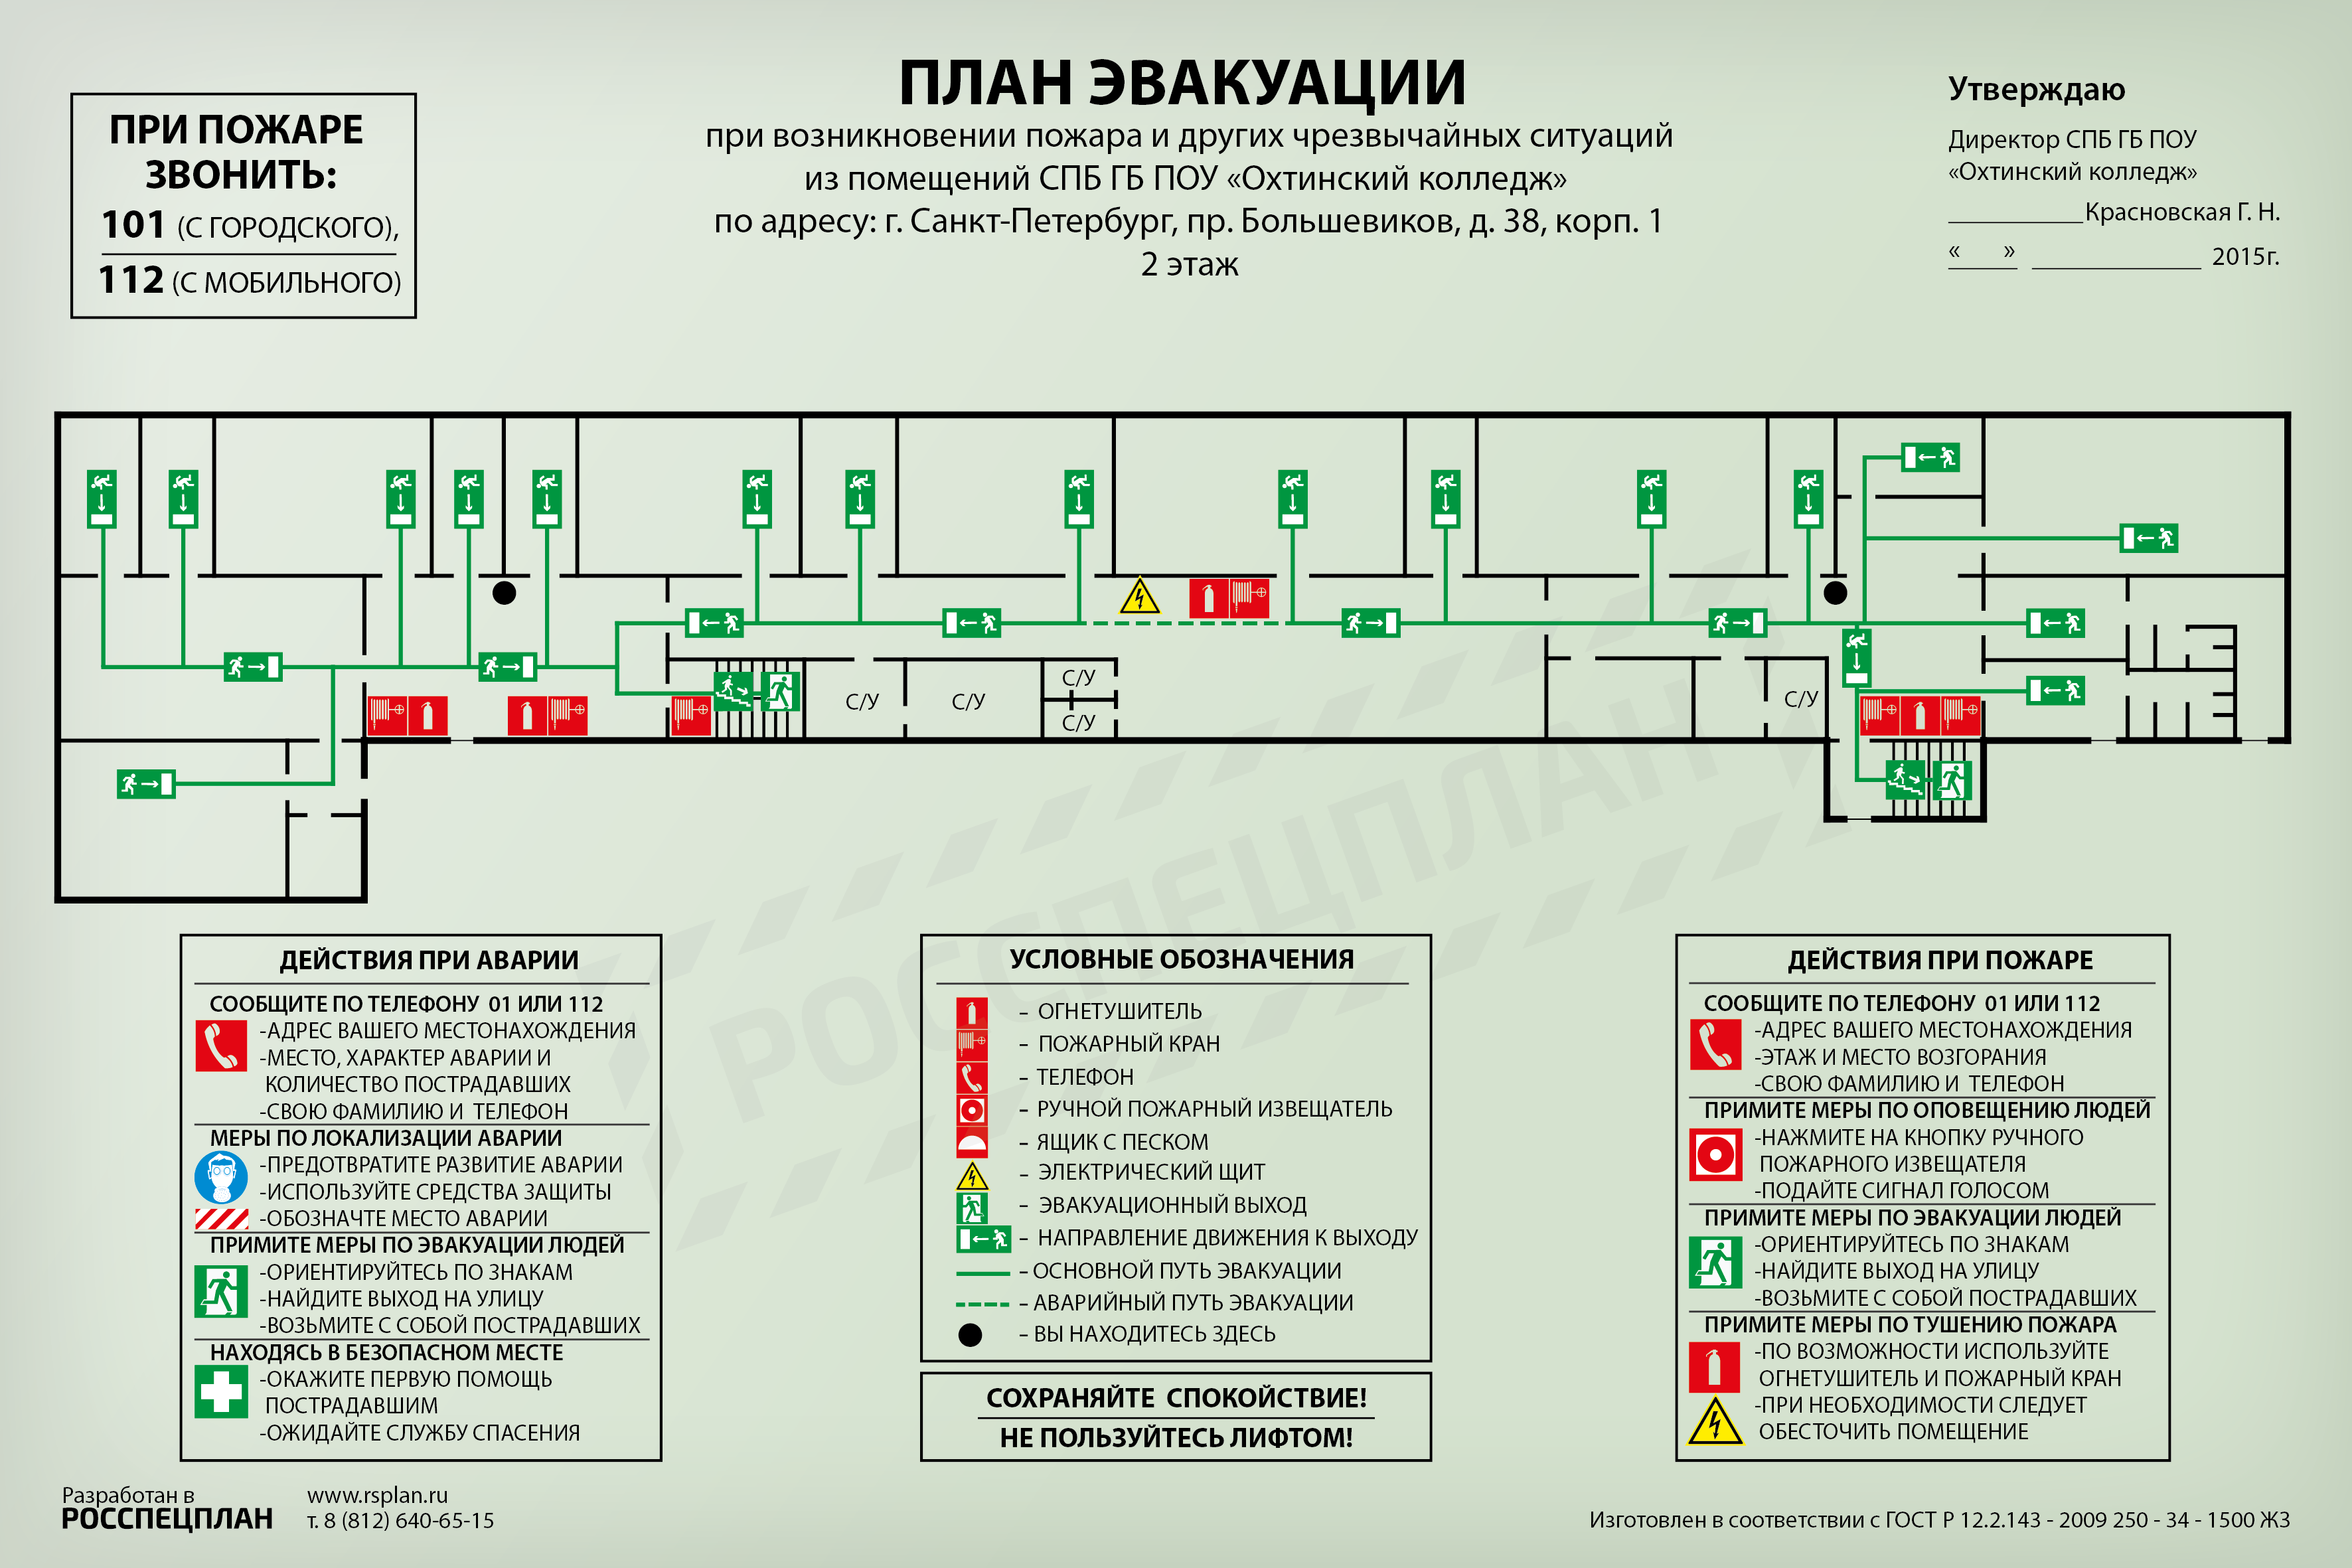 ПРИ ПОЖАРЕ
ЗВОНИТЬ:
101 (С ГОРОДСКОГО),
112 (С МОБИЛЬНОГО)
ПЛАН ЭВАКУАЦИИ
при возникновении пожара и других чрезвычайных ситуаций
из помещений СПБ ГБ ПОУ «Охтинский колледж»
по адресу: г. Санкт-Петербург, пр. Большевиков, д. 38, корп. 1
2 этаж
Утверждаю
Директор СПБ ГБ ПОУ
«Охтинский колледж»
__________Красновская Г. Н.
« » __________ 2015г.
С/У
С/У
С/У
С/У
С/У
РОССПЕЦПЛАН
ДЕЙСТВИЯ ПРИ АВАРИИ
СООБЩИТЕ ПО ТЕЛЕФОНУ 01 ИЛИ 112
-АДРЕС ВАШЕГО МЕСТОНАХОЖДЕНИЯ
-МЕСТО, ХАРАКТЕР АВАРИИ И
КОЛИЧЕСТВО ПОСТРАДАВШИХ
-СВОЮ ФАМИЛИЮ И ТЕЛЕФОН
МЕРЫ ПО ЛОКАЛИЗАЦИИ АВАРИИ
-ПРЕДОТВРАТИТЕ РАЗВИТИЕ АВАРИИ
-ИСПОЛЬЗУЙТЕ СРЕДСТВА ЗАЩИТЫ
-ОБОЗНАЧТЕ МЕСТО АВАРИИ
ПРИМИТЕ МЕРЫ ПО ЭВАКУАЦИИ ЛЮДЕЙ
-ОРИЕНТИРУЙТЕСЬ ПО ЗНАКАМ
-НАЙДИТЕ ВЫХОД НА УЛИЦУ
-ВОЗЬМИТЕ С СОБОЙ ПОСТРАДАВШИХ
НАХОДЯСЬ В БЕЗОПАСНОМ МЕСТЕ
-ОКАЖИТЕ ПЕРВУЮ ПОМОЩЬ
ПОСТРАДАВШИМ
-ОЖИДАЙТЕ СЛУЖБУ СПАСЕНИЯ
УСЛОВНЫЕ ОБОЗНАЧЕНИЯ
– ОГНЕТУШИТЕЛЬ
– ПОЖАРНЫЙ КРАН
– ТЕЛЕФОН
– РУЧНОЙ ПОЖАРНЫЙ ИЗВЕЩАТЕЛЬ
– ЯЩИК С ПЕСКОМ
– ЭЛЕКТРИЧЕСКИЙ ЩИТ
– ЭВАКУАЦИОННЫЙ ВЫХОД
– НАПРАВЛЕНИЕ ДВИЖЕНИЯ К ВЫХОДУ
– ОСНОВНОЙ ПУТЬ ЭВАКУАЦИИ
– АВАРИЙНЫЙ ПУТЬ ЭВАКУАЦИИ
– ВЫ НАХОДИТЕСЬ ЗДЕСЬ
СОХРАНЯЙТЕ СПОКОЙСТВИЕ!
НЕ ПОЛЬЗУЙТЕСЬ ЛИФТОМ!
ДЕЙСТВИЯ ПРИ ПОЖАРЕ
СООБЩИТЕ ПО ТЕЛЕФОНУ 01 ИЛИ 112
-АДРЕС ВАШЕГО МЕСТОНАХОЖДЕНИЯ
-ЭТАЖ И МЕСТО ВОЗГОРАНИЯ
-СВОЮ ФАМИЛИЮ И ТЕЛЕФОН
ПРИМИТЕ МЕРЫ ПО ОПОВЕЩЕНИЮ ЛЮДЕЙ
-НАЖМИТЕ НА КНОПКУ РУЧНОГО
ПОЖАРНОГО ИЗВЕЩАТЕЛЯ
-ПОДАЙТЕ СИГНАЛ ГОЛОСОМ
ПРИМИТЕ МЕРЫ ПО ЭВАКУАЦИИ ЛЮДЕЙ
-ОРИЕНТИРУЙТЕСЬ ПО ЗНАКАМ
-НАЙДИТЕ ВЫХОД НА УЛИЦУ
-ВОЗЬМИТЕ С СОБОЙ ПОСТРАДАВШИХ
ПРИМИТЕ МЕРЫ ПО ТУШЕНИЮ ПОЖАРА
-ПО ВОЗМОЖНОСТИ ИСПОЛЬЗУЙТЕ
ОГНЕТУШИТЕЛЬ И ПОЖАРНЫЙ КРАН
-ПРИ НЕОБХОДИМОСТИ СЛЕДУЕТ
ОБЕСТОЧИТЬ ПОМЕЩЕНИЕ
Разработан в
РОССПЕЦПЛАН
www.rsplan.ru
т. 8 (812) 640-65-15
Изготовлен в соответствии с ГОСТ Р 12.2.143 - 2009 250 - 34 - 1500 ЖЗ